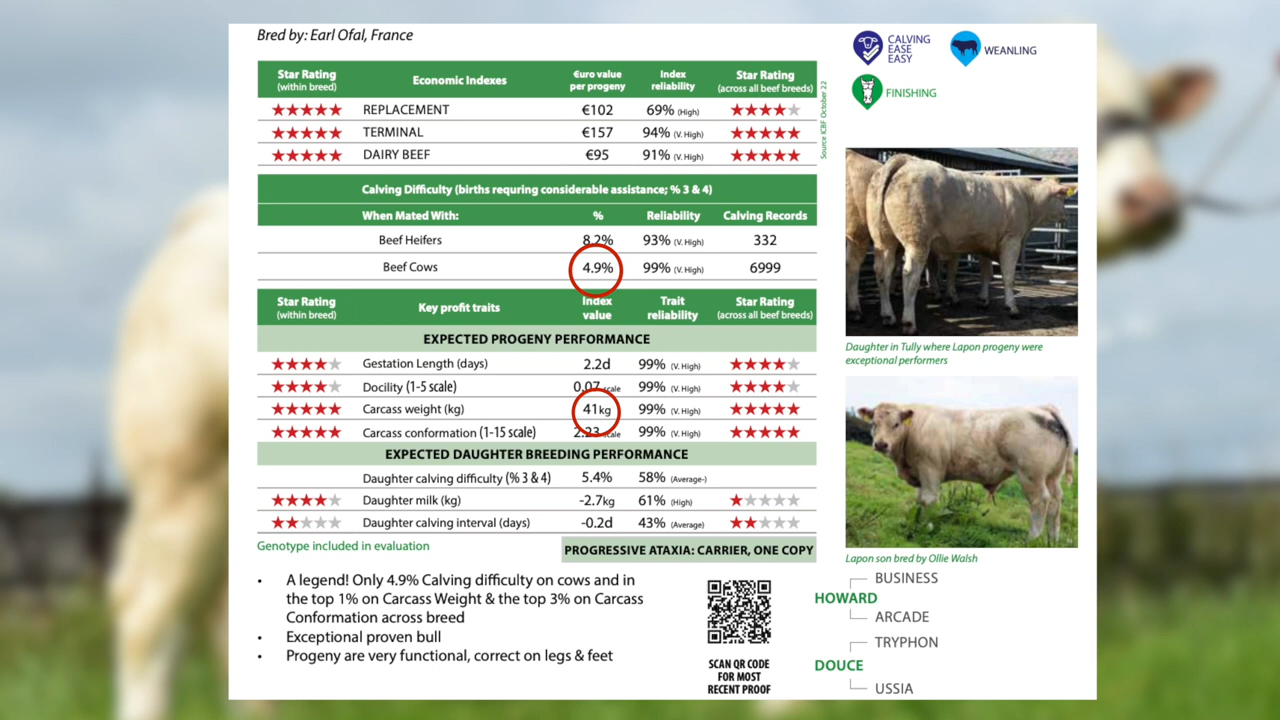 Bred by: Earl Ofal, France
CALVING
EASE
EASY
WEANLING
FINISHING
Star Rating
(within breed)
Economic Indexes
€uro value
per progeny
Index
reliability
Star Rating
(across all beef breeds)
REPLACEMENT €102 69% (High)
TERMINAL €157 94% (V. High)
DAIRY BEEF €95 91% (V. High)
Source ICBF October 22
Calving Difficulty (births requring considerable assistance; % 3 & 4)
When Mated With: % Reliability Calving Records
Beef Heifers 8.2% 93% (V. High) 332
Beef Cows 4.9% 99% (V. High) 6999
Star Rating
(within breed)
Key profit traits
Index
value
Trait
reliability
Star Rating
(across all beef breeds)
EXPECTED PROGENY PERFORMANCE
Gestation Length (days) 2.2d 99% (V. High)
Docility (1-5 scale) 0.07 scale 99% (V. High)
Carcass weight (kg) 41kg 99% (V. High)
Carcass conformation (1-15 scale) 2.23 scale 99% (V. High)
EXPECTED DAUGHTER BREEDING PERFORMANCE
Daughter calving difficulty (% 3 & 4) 5.4% 58% (Average-)
Daughter milk (kg) -2.7kg 61% (High)
Daughter calving interval (days) -0.2d 43% (Average)
Genotype included in evaluation
PROGRESSIVE ATAXIA: CARRIER, ONE COPY
• A legend! Only 4.9% Calving difficulty on cows and in
the top 1% on Carcass Weight & the top 3% on Carcass
Conformation across breed
• Exceptional proven bull
• Progeny are very functional, correct on legs & feet
SCAN QR CODE
FOR MOST
RECENT PROOF
Daughter in Tully where Lapon progeny were
exceptional performers
Lapon son bred by Ollie Walsh
BUSINESS
HOWARD
ARCADE
TRYPHON
DOUCE
USSIA